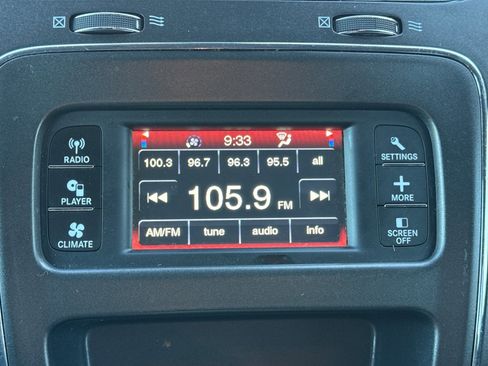 9:33
RADIO
100.3 96.7 96.3 95.5 all
SETTINGS
PLAYER
105.9 FM
MORE
CLIMATE
AM/FM tune audio info
SCREEN
OFF